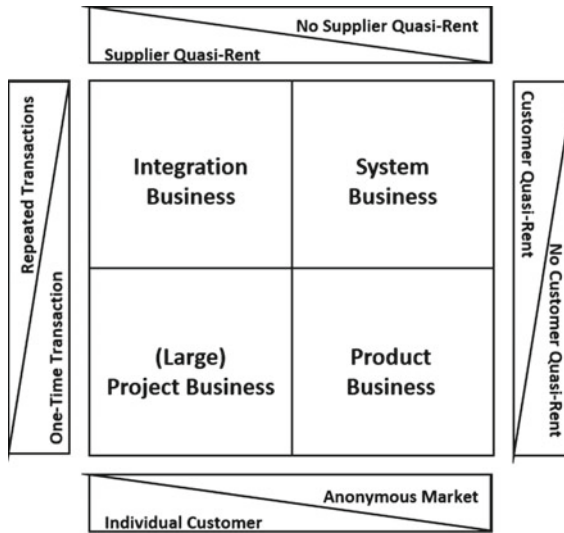 No Supplier Quasi-Rent
Supplier Quasi-Rent
Repeated Transactions
One-Time Transaction
Integration
Business
System
Business
(Large)
Project Business
Product
Business
Customer Quasi-Rent
No Customer Quasi-Rent
Anonymous Market
Individual Customer